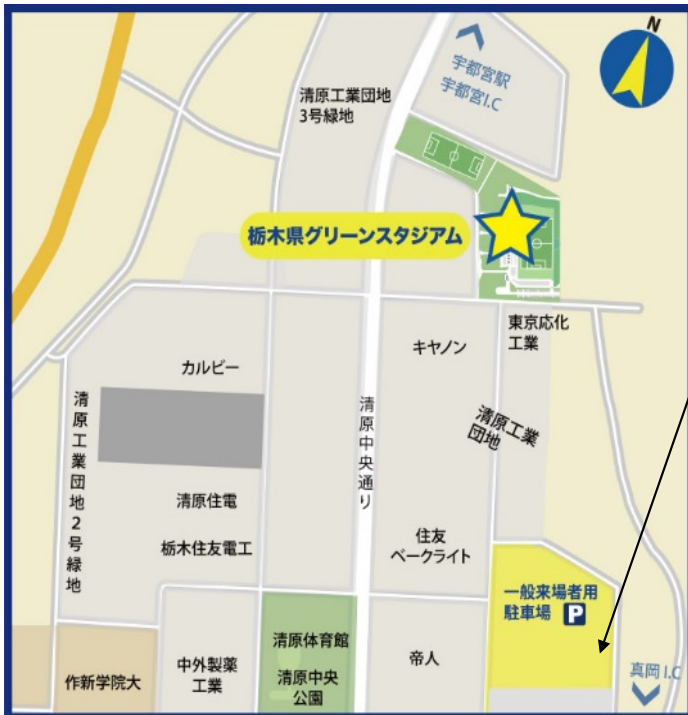 N
宇都宮駅
宇都宮I.C
清原工業団地
3号緑地
栃木県グリーンスタジアム
東京応化
工業
キヤノン
カルビー
清原工業団地2号緑地
清原中央通り
清原工業
団地
清原住電
栃木住友電工
住友
ベークライト
一般来場者用
駐車場 P
清原体育館
清原中央
公園
帝人
中外製薬
工業
作新学院大
真岡I.C